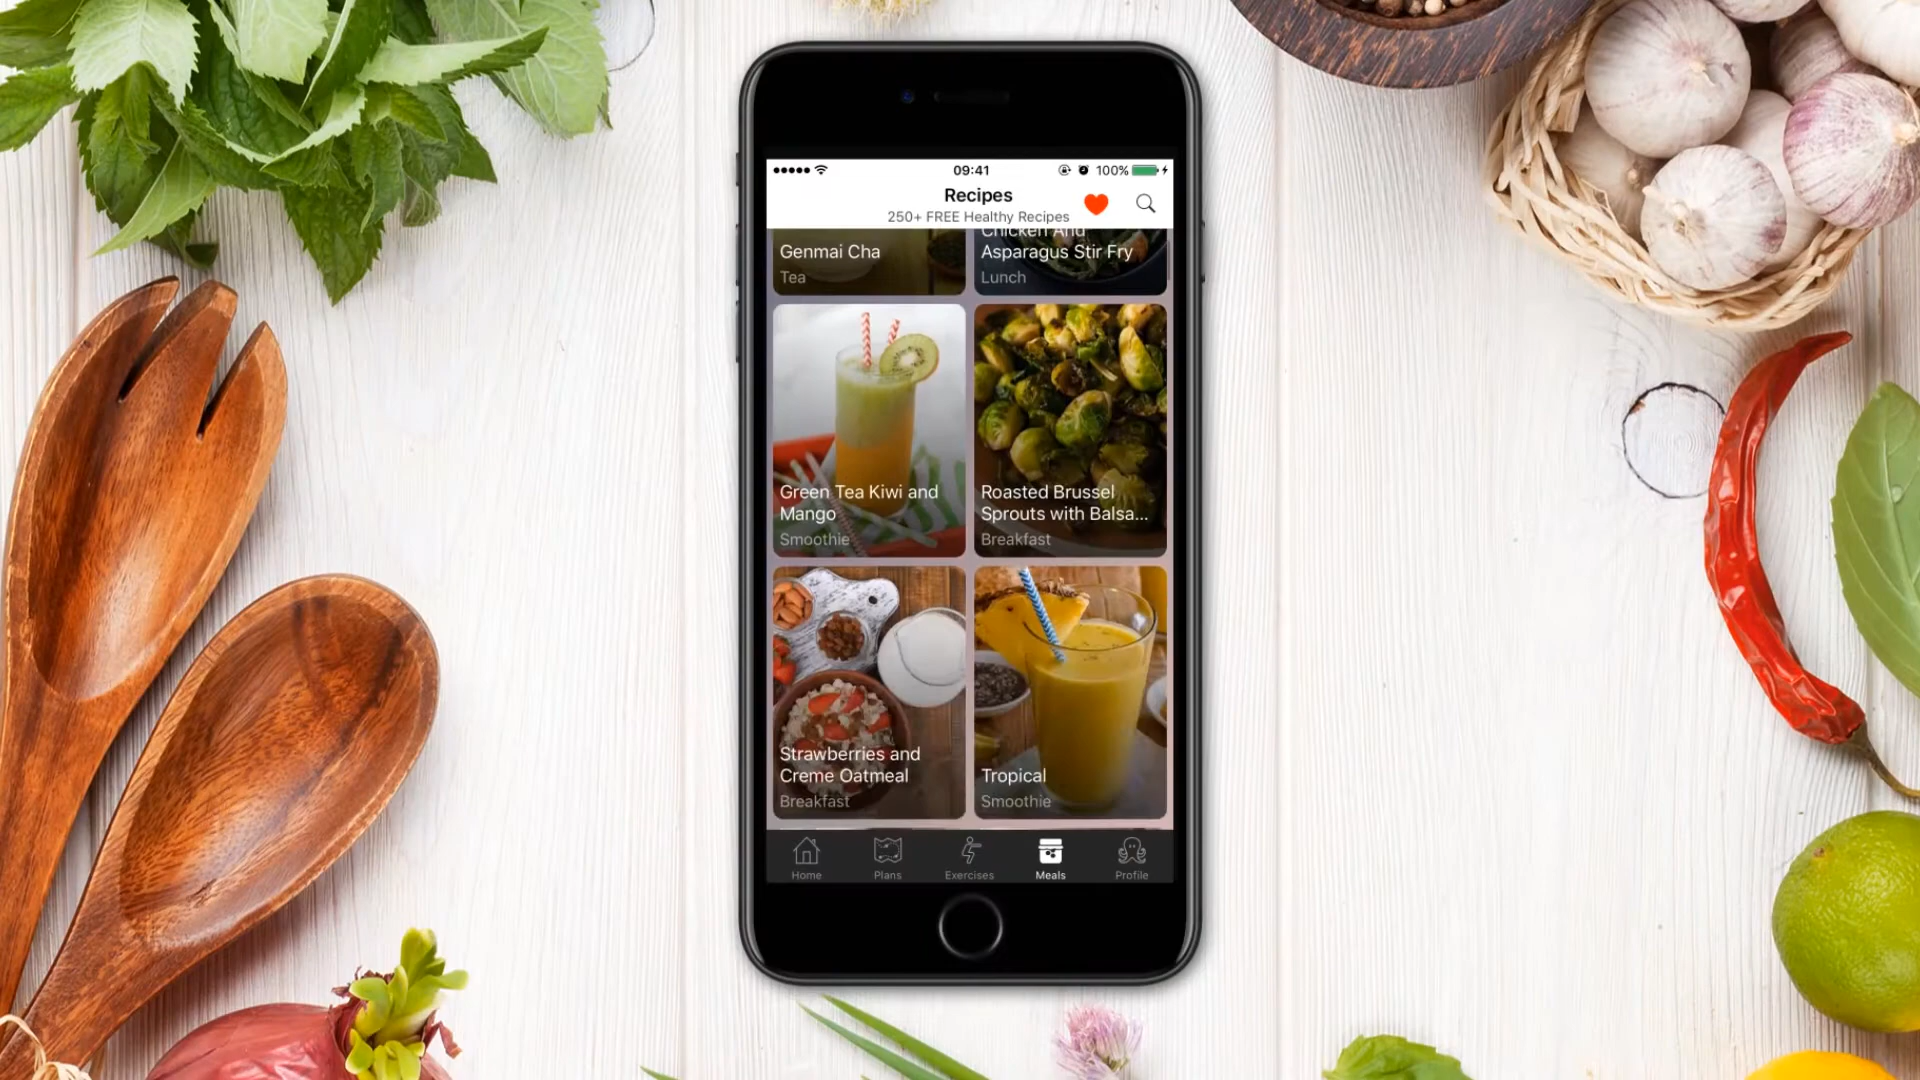 09:41
100%
Recipes
250+ FREE Healthy Recipes
Genmai Cha
Tea
Chicken And
Asparagus Stir Fry
Lunch
Green Tea Kiwi and
Mango
Smoothie
Roasted Brussel
Sprouts with Balsa...
Breakfast
Strawberries and
Creme Oatmeal
Breakfast
Tropical
Smoothie
Home
Plans
Exercises
Meals
Profile